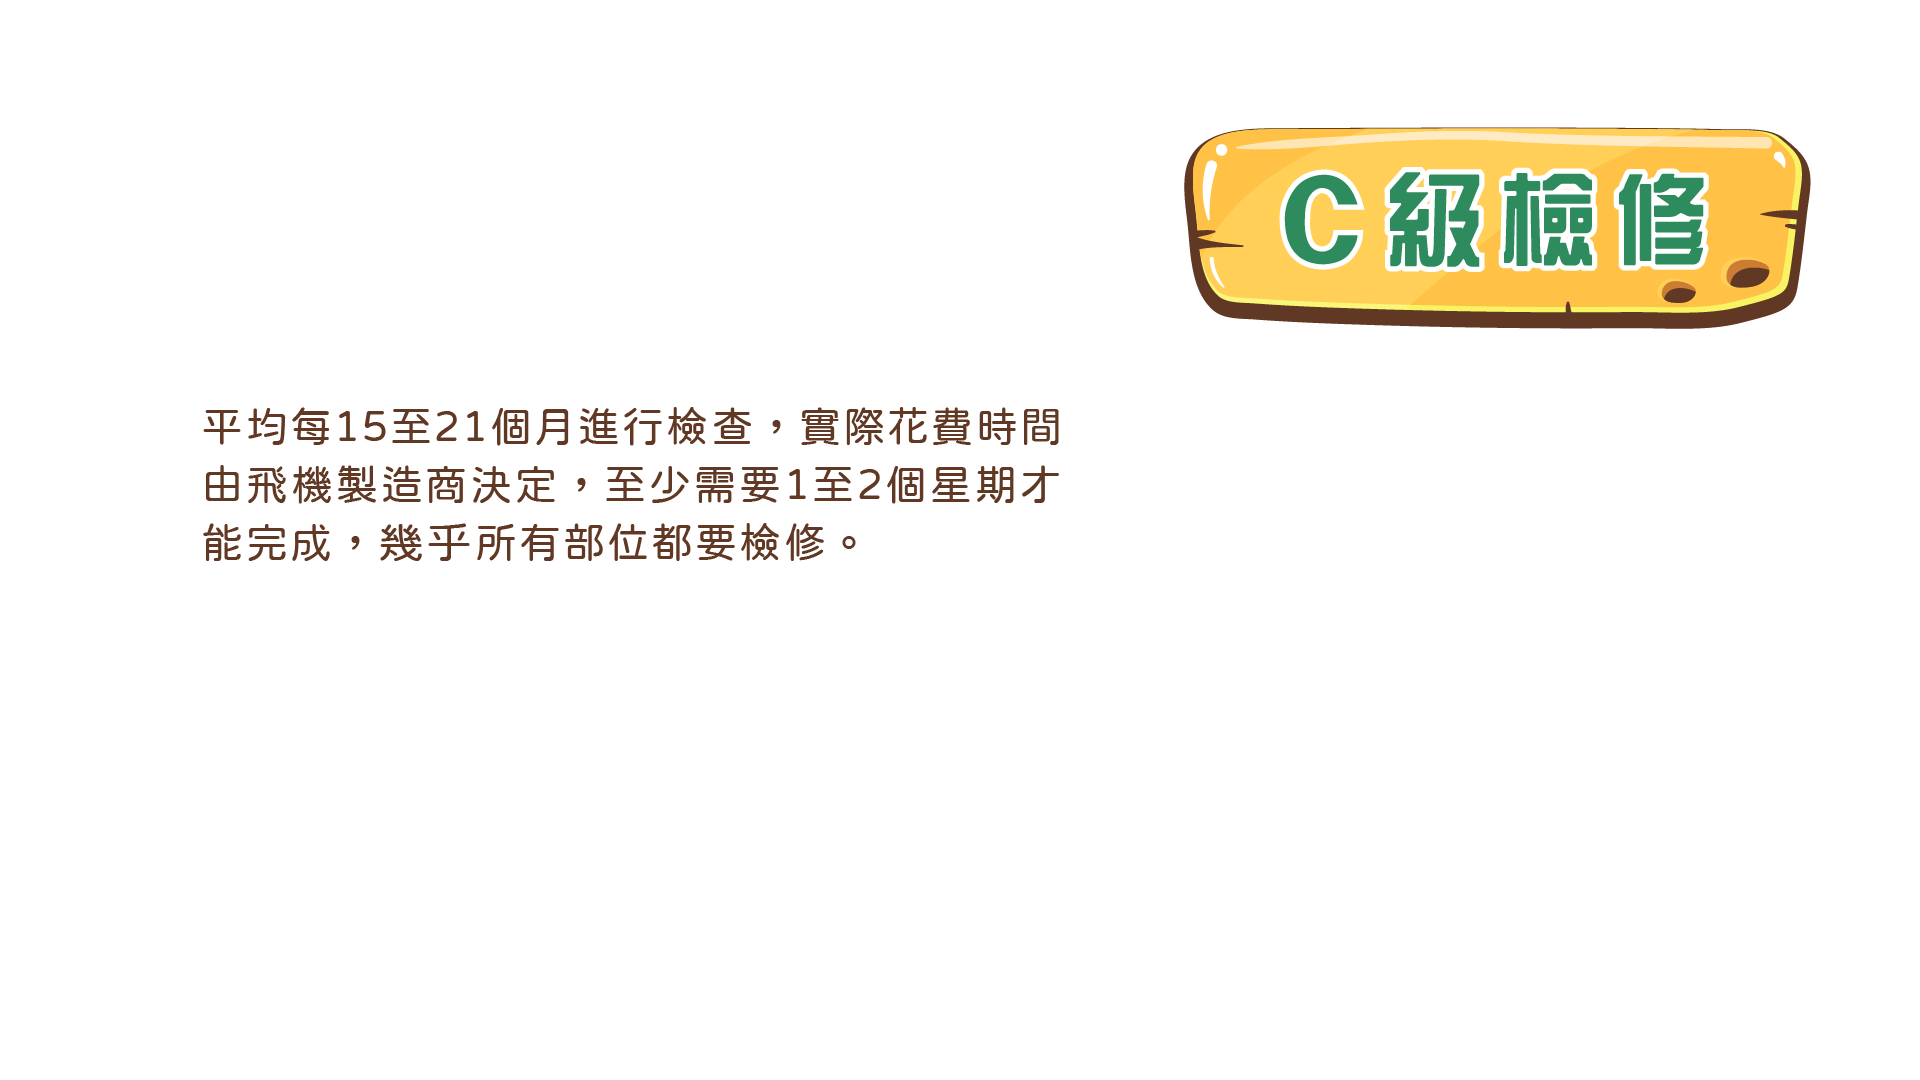 C級檢修
平均每15至21個月進行檢查，實際花費時間
由飛機製造商決定，至少需要1至2個星期才
能完成，幾乎所有部位都要檢修。